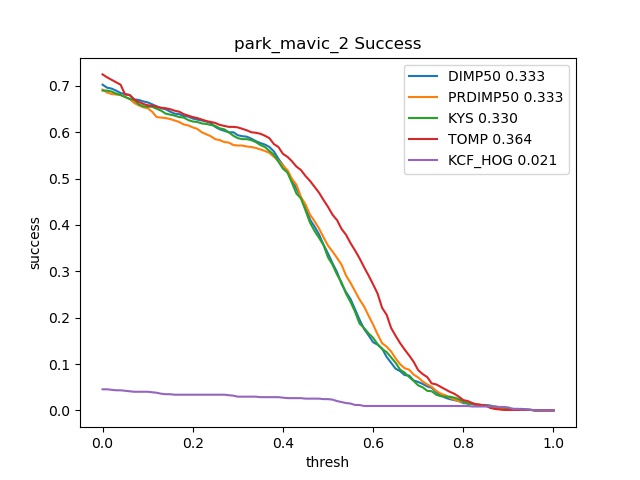 park_mavic_2 Success
DIMP50 0.333
PRDIMP50 0.333
KYS 0.330
TOMP 0.364
KCF_HOG 0.021
success
0.7
0.6
0.5
0.4
0.3
0.2
0.1
0.0
0.0 0.2 0.4 0.6 0.8 1.0
thresh